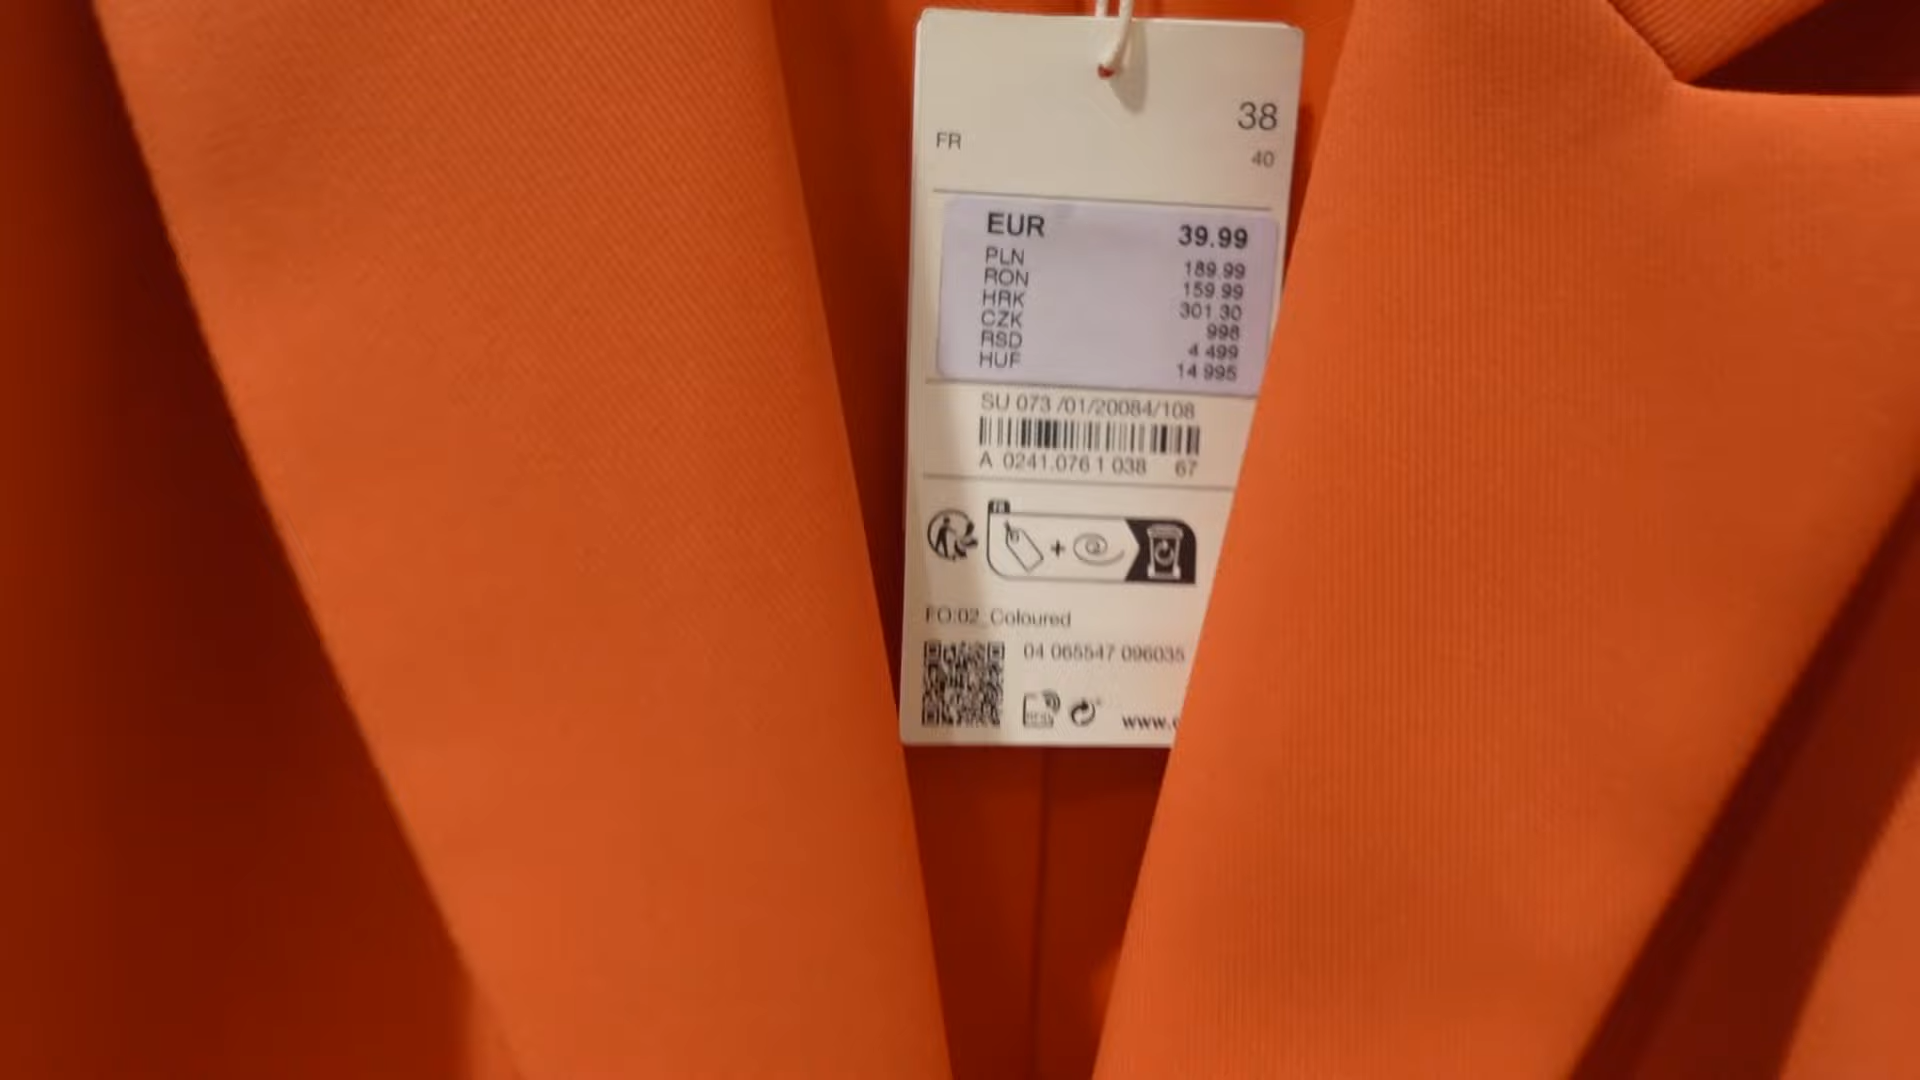 38
FR
40
EUR 39.99
PLN 189.99
RON 159.99
HRK 301.30
CZK 998
RSD 4 499
HUF 14 995
SU 073 /01/20084/108
A 0241.076 1 038 67
FR
+
FO:02_Coloured
04 065547 096035
www.